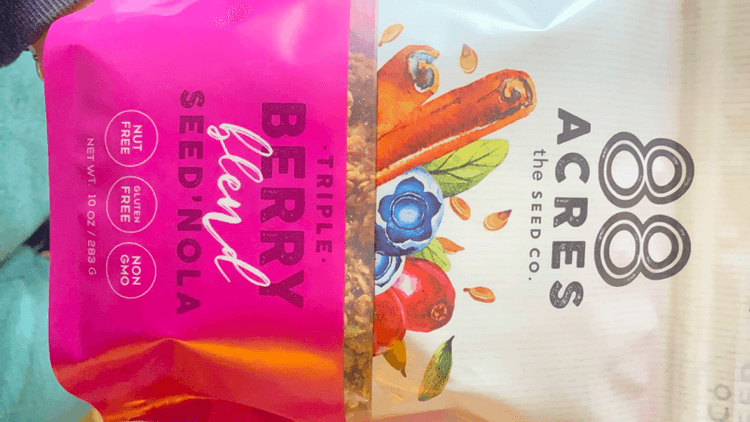 88
ACRES
the SEED CO.
·TRIPLE·
BERRY
blend
SEED'NOLA
NUT
FREE
GLUTEN
FREE
NON
GMO
NET WT. 10 OZ / 283 G